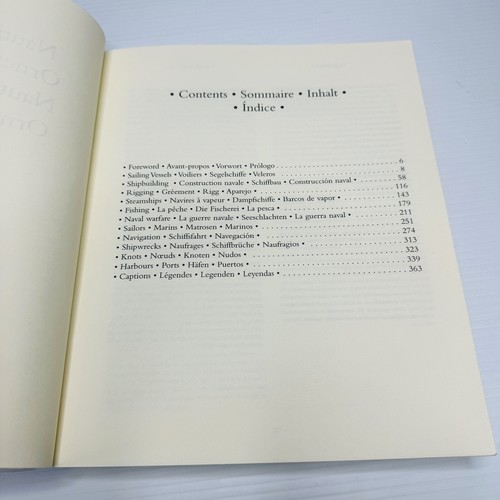 • Contents • Sommaire • Inhalt •
• Índice •
• Foreword • Avant-propos • Vorwort • Prólogo 6
• Sailing Vessels • Voiliers • Segelschiffe • Veleros 8
• Shipbuilding • Construction navale • Schiffbau • Construcción naval 58
• Rigging • Gréement • Rigg • Aparejo 116
• Steamships • Navires à vapeur • Dampfschiffe • Barcos de vapor 143
• Fishing • La pêche • Die Fischerei • La pesca 179
• Naval warfare • La guerre navale • Seeschlachten • La guerra naval 211
• Sailors • Marins • Matrosen • Marinos 251
• Navigation • Schiffsfahrt • Navegación 274
• Shipwrecks • Naufrages • Schiffbrüche • Naufragios 313
• Knots • Nœuds • Knoten • Nudos 323
• Harbours • Ports • Häfen • Puertos 339
• Captions • Légendes • Legenden • Leyendas 363